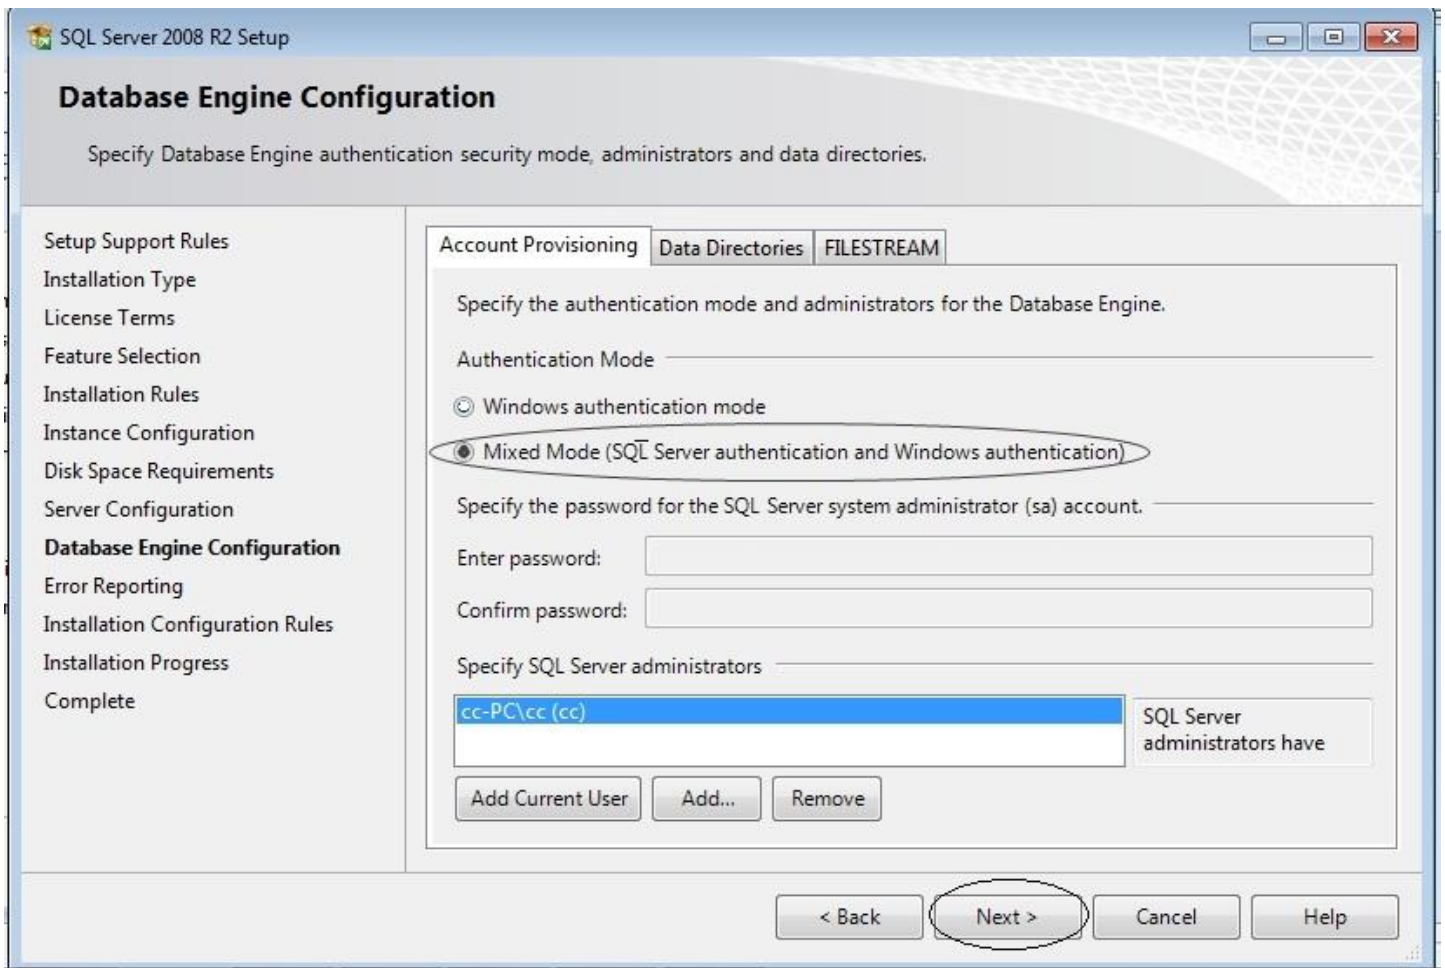 SQL Server 2008 R2 Setup
Database Engine Configuration
Specify Database Engine authentication security mode, administrators and data directories.
Setup Support Rules
Installation Type
License Terms
Feature Selection
Installation Rules
Instance Configuration
Disk Space Requirements
Server Configuration
Database Engine Configuration
Error Reporting
Installation Configuration Rules
Installation Progress
Complete
Account Provisioning Data Directories FILESTREAM
Specify the authentication mode and administrators for the Database Engine.
Authentication Mode
Windows authentication mode
Mixed Mode (SQL Server authentication and Windows authentication)
Specify the password for the SQL Server system administrator (sa) account.
Enter password:
Confirm password:
Specify SQL Server administrators
cc-PC\cc (cc)
SQL Server
administrators have
Add Current User Add... Remove
< Back Next > Cancel Help